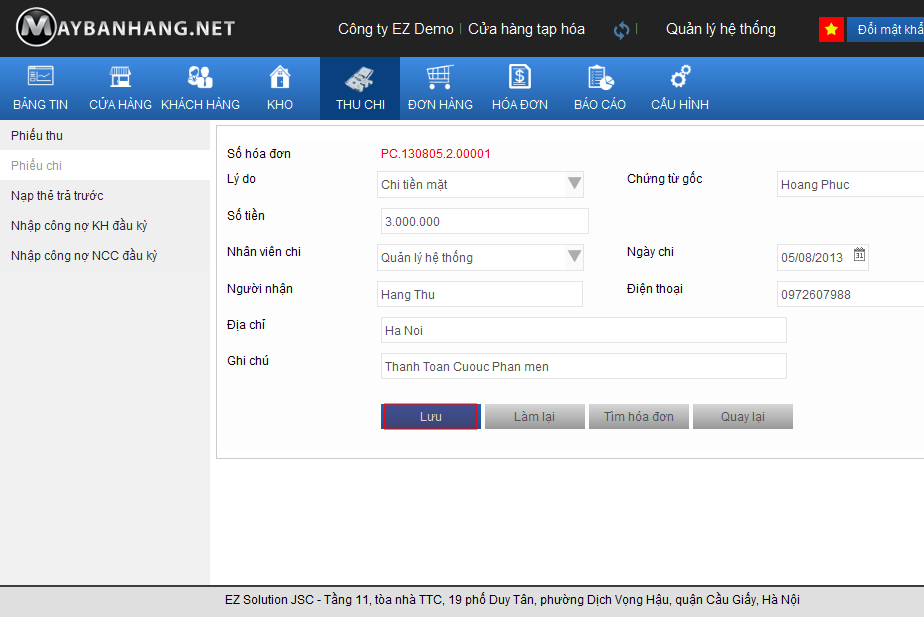 MAYBANHANG.NET
Công ty EZ Demo | Cửa hàng tạp hóa | Quản lý hệ thống Đổi mật khẩ
BẢNG TIN CỬA HÀNG KHÁCH HÀNG KHO THU CHI ĐƠN HÀNG HÓA ĐƠN BÁO CÁO CẤU HÌNH
Phiếu thu
Phiếu chi
Nạp thẻ trả trước
Nhập công nợ KH đầu kỳ
Nhập công nợ NCC đầu kỳ
Số hóa đơn PC.130805.2.00001
Lý do Chi tiền mặt Chứng từ gốc Hoang Phuc
Số tiền 3.000.000
Nhân viên chi Quản lý hệ thống Ngày chi 05/08/2013 31
Người nhận Hang Thu Điện thoại 0972607988
Địa chỉ Ha Noi
Ghi chú Thanh Toan Cuouc Phan men
Lưu Làm lại Tìm hóa đơn Quay lại
EZ Solution JSC - Tầng 11, tòa nhà TTC, 19 phố Duy Tân, phường Dịch Vọng Hậu, quận Cầu Giấy, Hà Nội